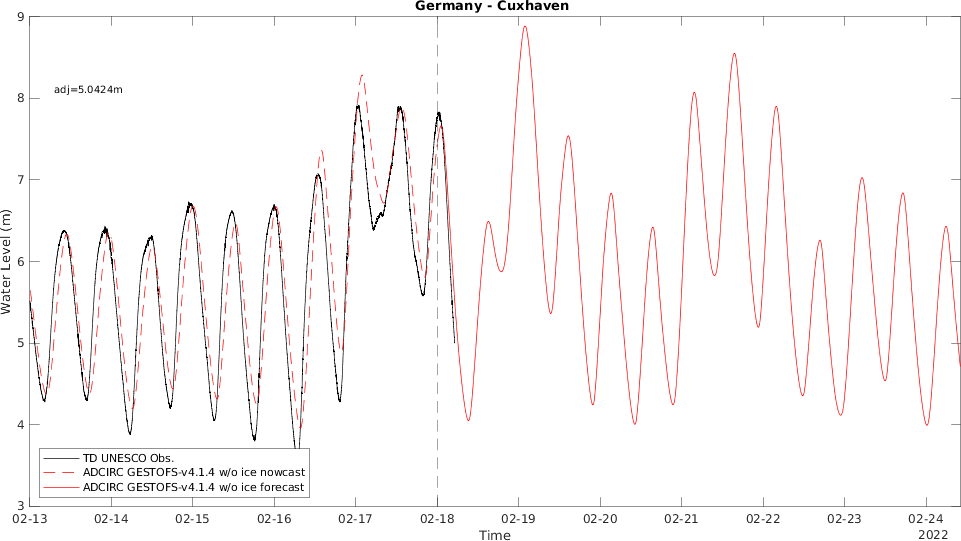 Germany - Cuxhaven
9
8
7
6
5
4
3
Water Level (m)
adj=5.0424m
TD UNESCO Obs.
ADCIRC GESTOFS-v4.1.4 w/o ice nowcast
ADCIRC GESTOFS-v4.1.4 w/o ice forecast
02-13 02-14 02-15 02-16 02-17 02-18 02-19 02-20 02-21 02-22 02-23 02-24
Time
2022